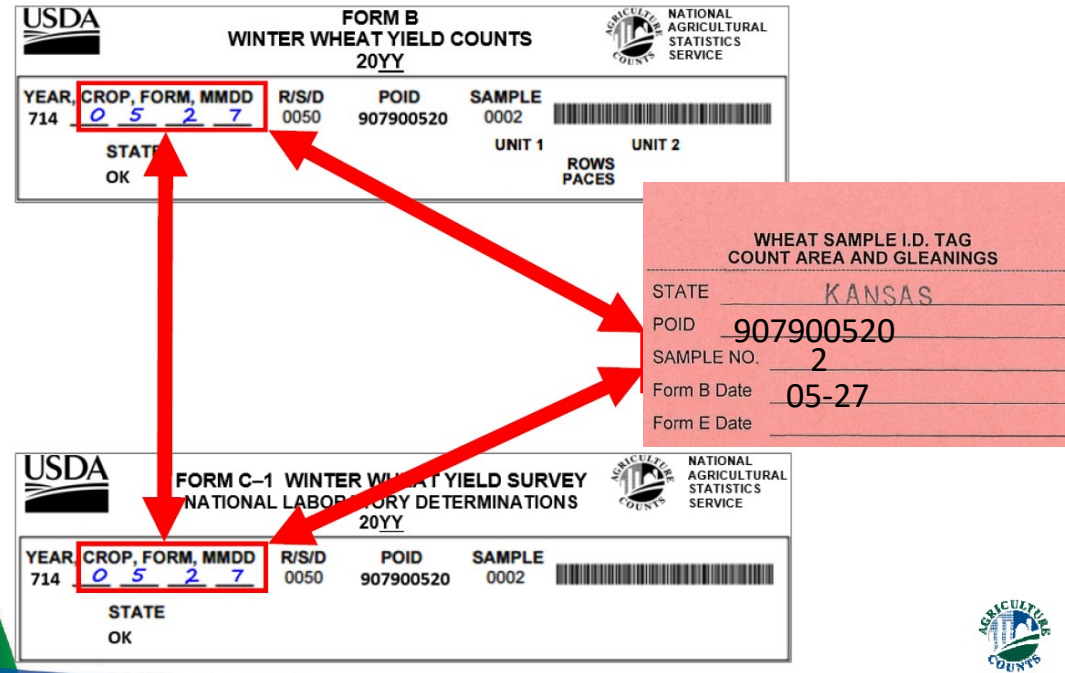 USDA
FORM B
WINTER WHEAT YIELD COUNTS
20YY
AGRICULTURE
COUNTS
NATIONAL
AGRICULTURAL
STATISTICS
SERVICE
YEAR, CROP, FORM, MMDD R/S/D POID SAMPLE
714 0 5 2 7 0050 907900520 0002
STATE UNIT 1 UNIT 2
OK ROWS
PACES
WHEAT SAMPLE I.D. TAG
COUNT AREA AND GLEANINGS
STATE KANSAS
POID 907900520
SAMPLE NO. 2
Form B Date 05-27
Form E Date
USDA
FORM C–1 WINTER WHEAT YIELD SURVEY
NATIONAL LABORATORY DETERMINATIONS
20YY
AGRICULTURE
COUNTS
NATIONAL
AGRICULTURAL
STATISTICS
SERVICE
YEAR, CROP, FORM, MMDD R/S/D POID SAMPLE
714 0 5 2 7 0050 907900520 0002
STATE
OK
AGRICULTURE
COUNTS